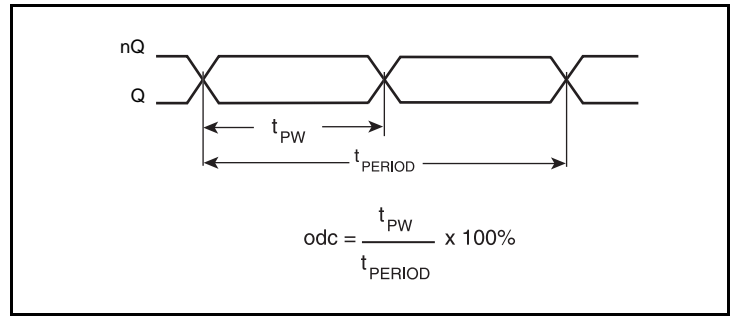 nQ
Q
tPW
tPERIOD
odc = tPW / tPERIOD x 100%